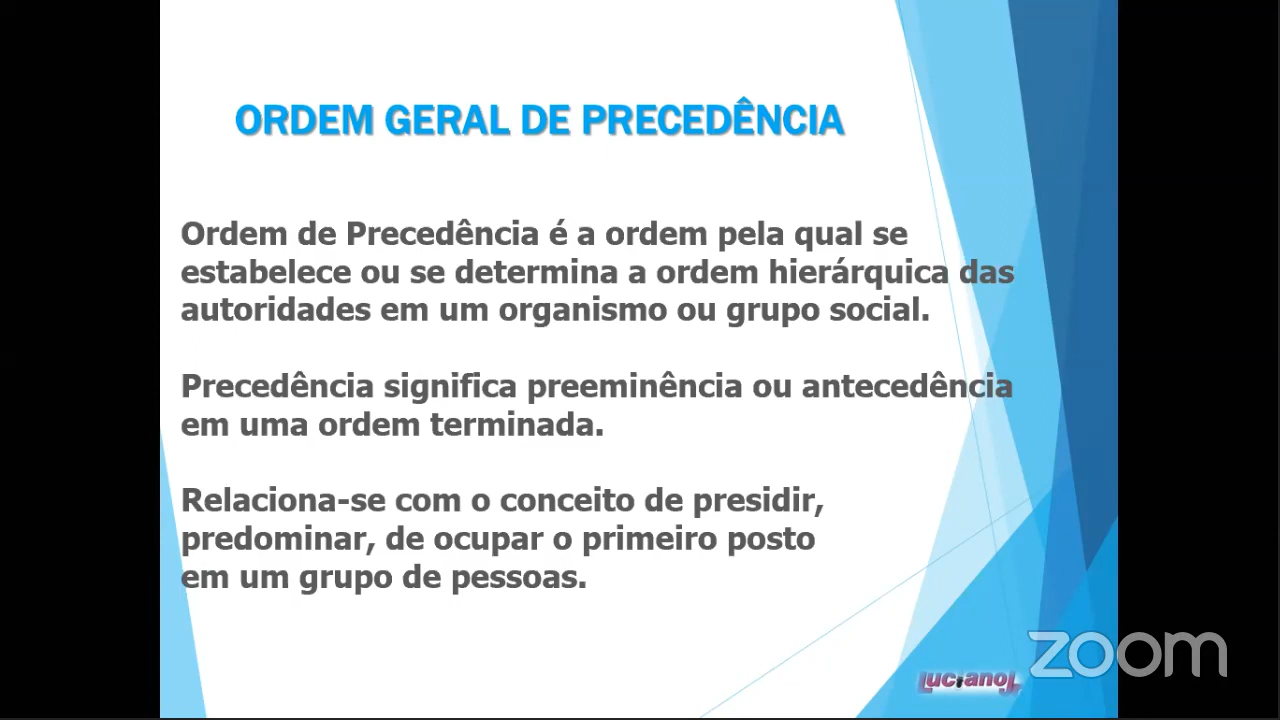 ORDEM GERAL DE PRECEDÊNCIA
Ordem de Precedência é a ordem pela qual se
estabelece ou se determina a ordem hierárquica das
autoridades em um organismo ou grupo social.
Precedência significa preeminência ou antecedência
em uma ordem terminada.
Relaciona-se com o conceito de presidir,
predominar, de ocupar o primeiro posto
em um grupo de pessoas.
zoom
LucianoJr